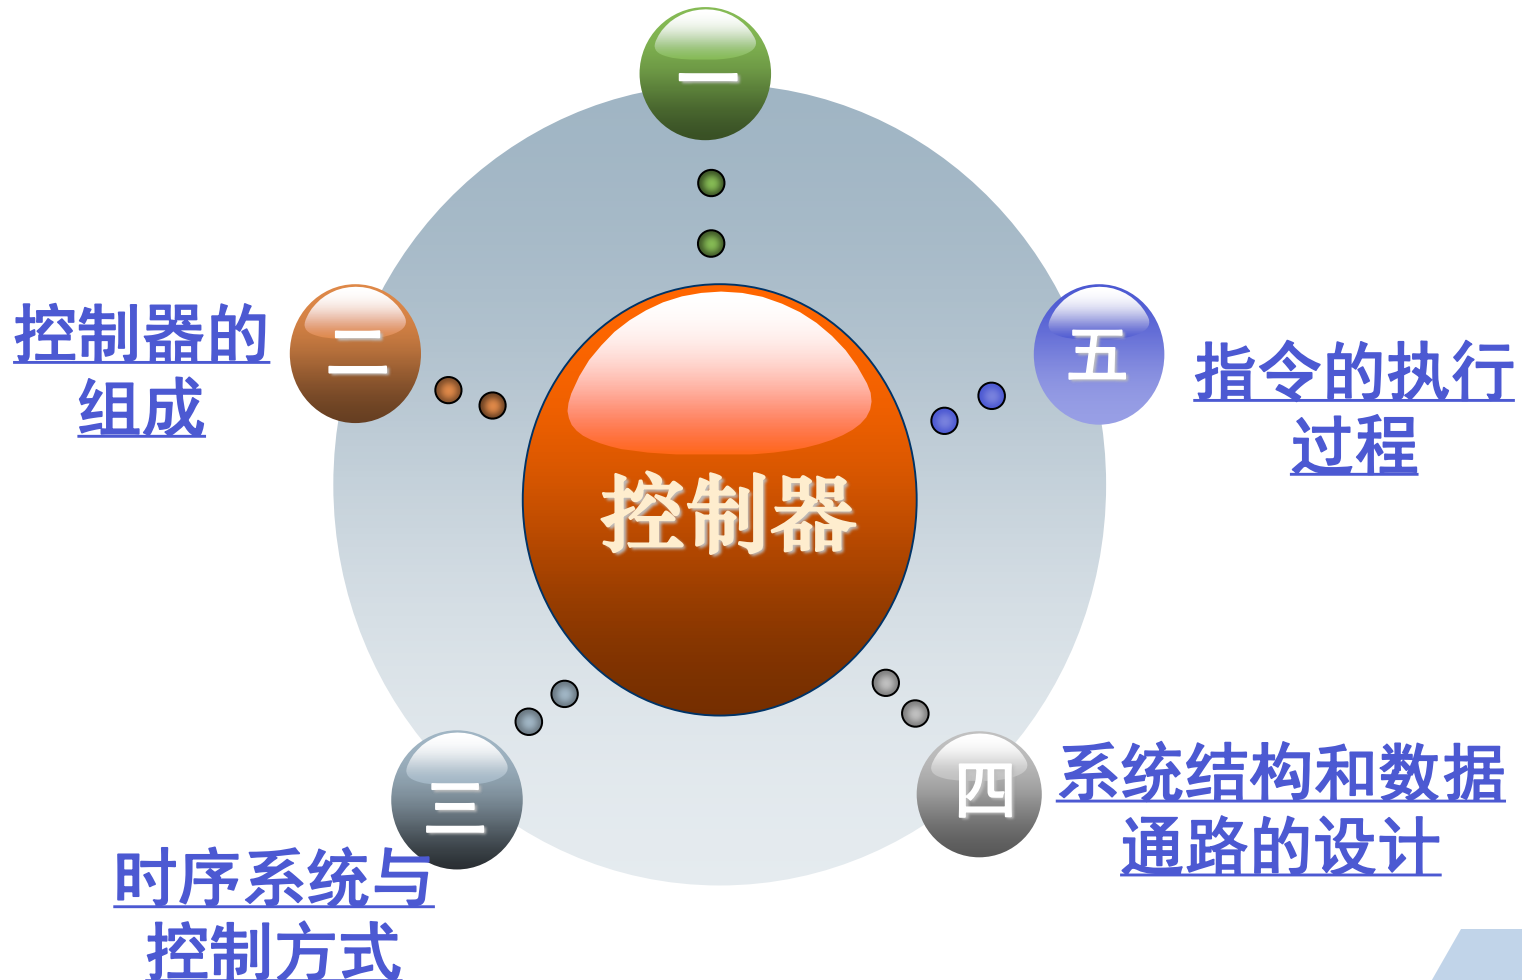 一
二
控制器的
组成
五
指令的执行
过程
控制器
三
时序系统与
控制方式
四
系统结构和数据
通路的设计